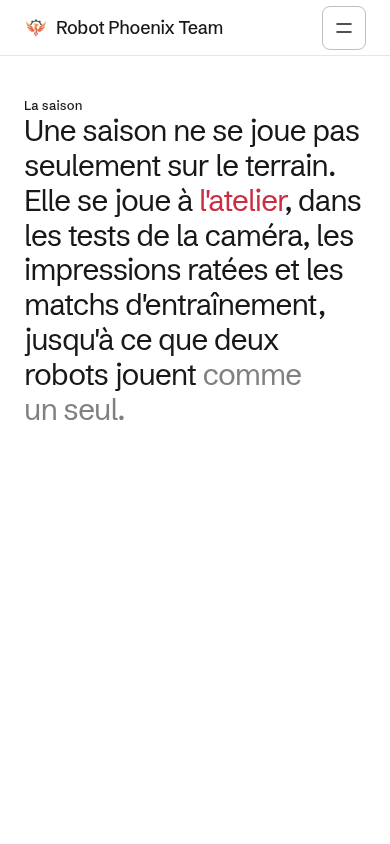 Robot Phoenix Team
La saison
Une saison ne se joue pas
seulement sur le terrain.
Elle se joue à l'atelier, dans
les tests de la caméra, les
impressions ratées et les
matchs d'entraînement,
jusqu'à ce que deux
robots jouent comme
un seul.